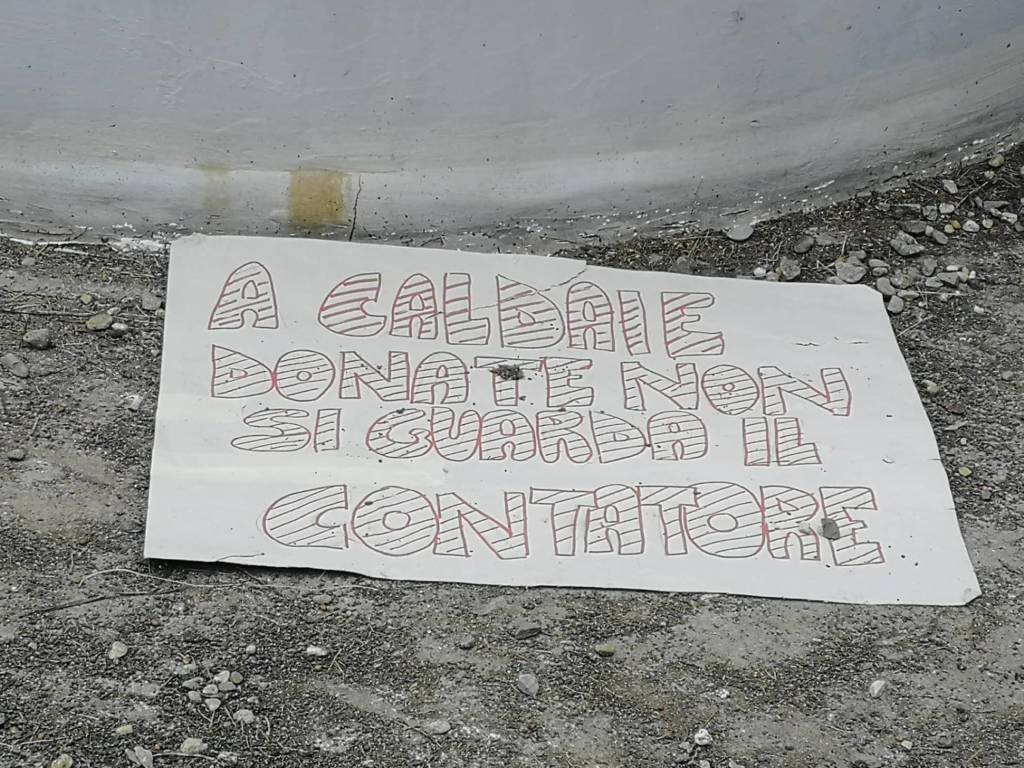 A CALDAIE
DONATE NON
SI GUARDA IL
CONTATORE